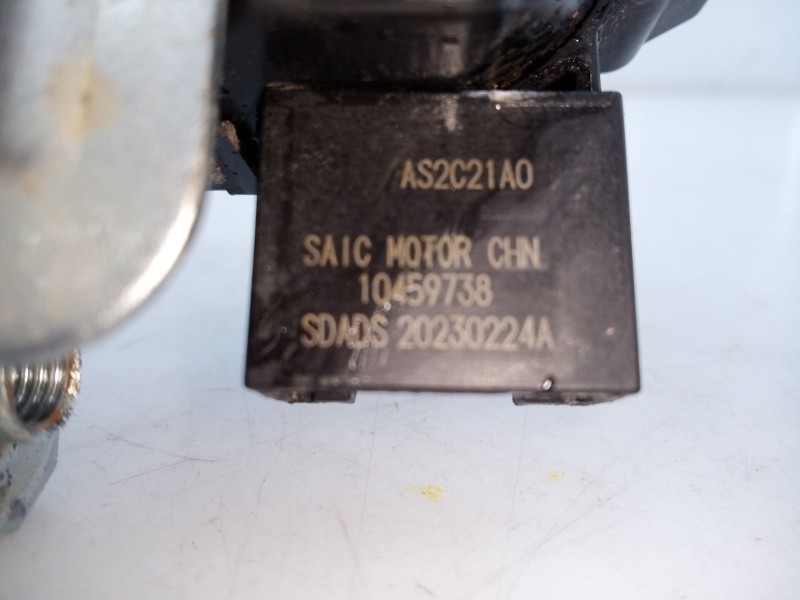 AS2C21A0
SAIC MOTOR CHN
10459738
SDADS 20230224A